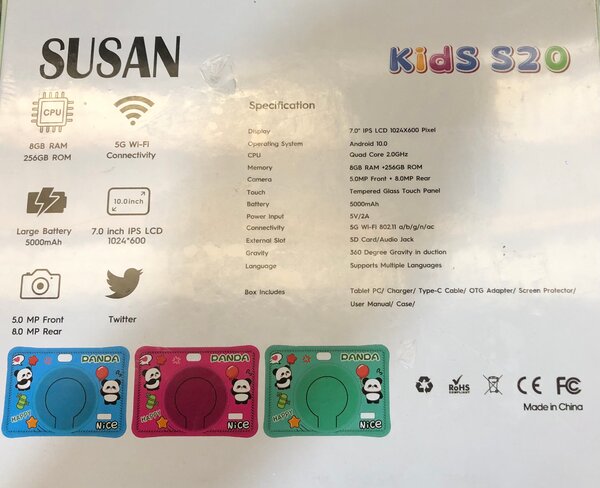 SUSAN
KidS S20
CPU
8GB RAM
256GB ROM
5G Wi-Fi
Connectivity
Large Battery
5000mAh
10.0inch
7.0 inch IPS LCD
1024*600
5.0 MP Front
8.0 MP Rear
Twitter
Specification
Display 7.0" IPS LCD 1024X600 Pixel
Operating System Android 10.0
CPU Quad Core 2.0GHz
Memory 8GB RAM +256GB ROM
Camera 5.0MP Front + 8.0MP Rear
Touch Tempered Glass Touch Panel
Battery 5000mAh
Power Input 5V/2A
Connectivity 5G Wi-Fi 802.11 a/b/g/n/ac
External Slot SD Card/Audio Jack
Gravity 360 Degree Gravity in duction
Language Supports Multiple Languages
Box Includes Tablet PC/ Charger/ Type-C Cable/ OTG Adapter/ Screen Protector/
User Manual/ Case/
DANDA
HAPPY
NiCe
DANDA
HAPPY
NiCe
DANDA
HAPPY
NiCe
RoHS
COMPLIANT
CE FC
Made in China